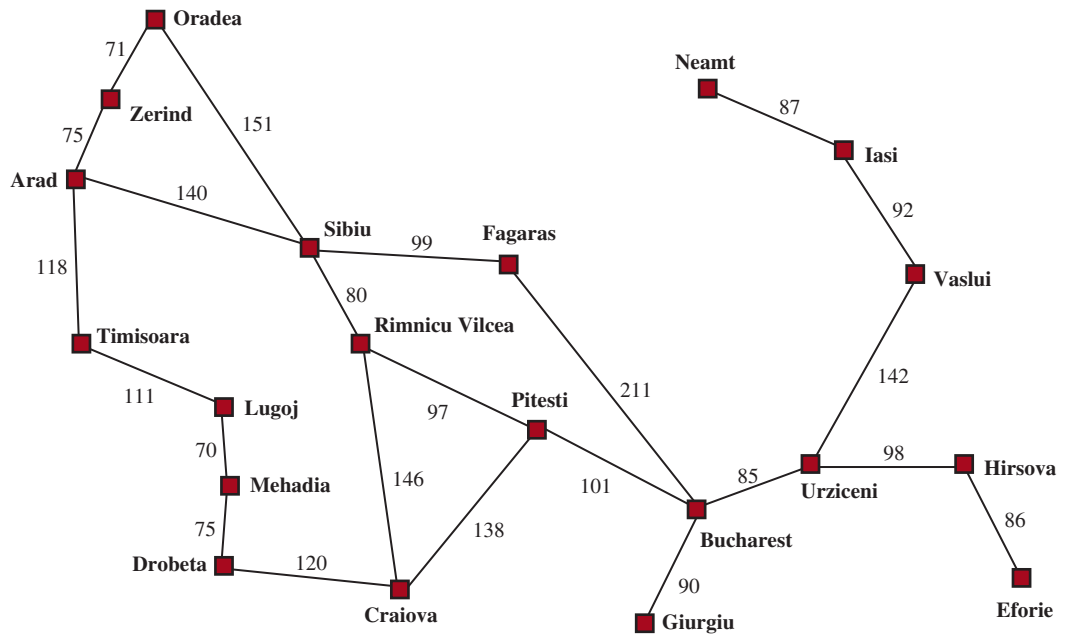 Oradea
71
Neamt
87
Zerind
151
75
Iasi
Arad
140
92
Sibiu
Fagaras
99
118
80
Vaslui
Timisoara
Rimnicu Vilcea
111
Lugoj
97
Pitesti
211
142
70
Mehadia
146
101
85
98
Hirsova
Urziceni
75
138
86
Drobeta
120
Bucharest
90
Craiova
Giurgiu
Eforie